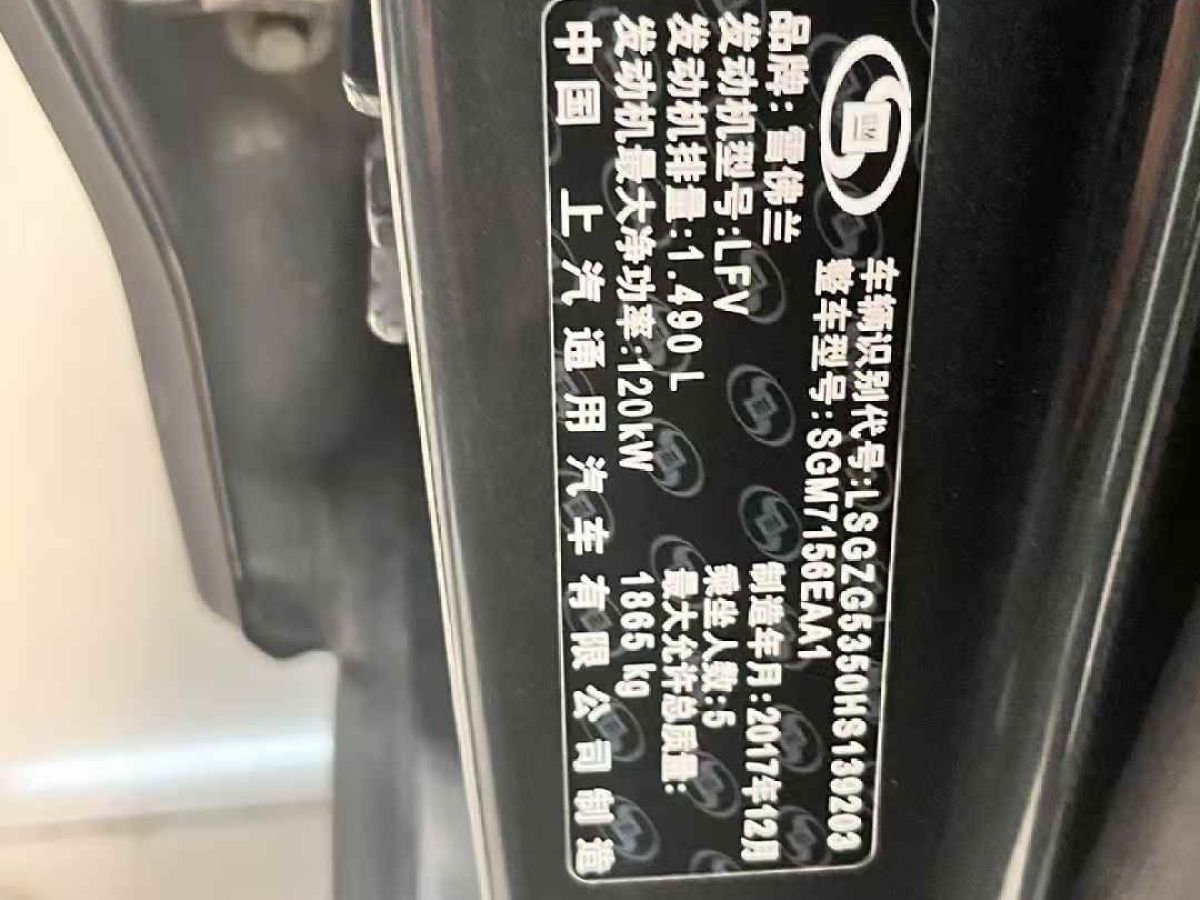 车辆识别代号:LSGZG5350HS139203
整车型号:SGM7156EAA1
品牌:雪佛兰
发动机型号:LFV
制造年月:2017年12月
发动机排量:1.490 L
乘坐人数:5
发动机最大净功率:120kW
最大允许总质量:
1865 kg
中国 上汽通用汽车有限公司制造